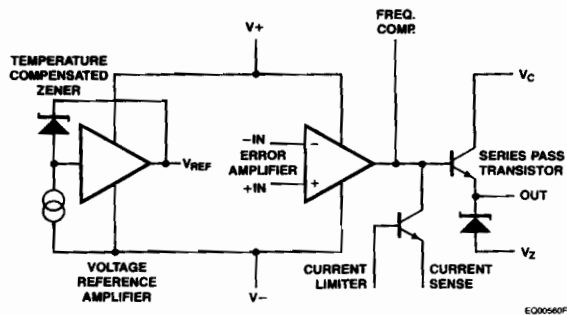 FREQ.
COMP.
V+
TEMPERATURE
COMPENSATED
ZENER
VC
−IN
ERROR
AMPLIFIER
+IN
−
+
VREF
SERIES PASS
TRANSISTOR
OUT
VZ
VOLTAGE
REFERENCE
AMPLIFIER
V−
CURRENT
LIMITER
CURRENT
SENSE
EQ00560F